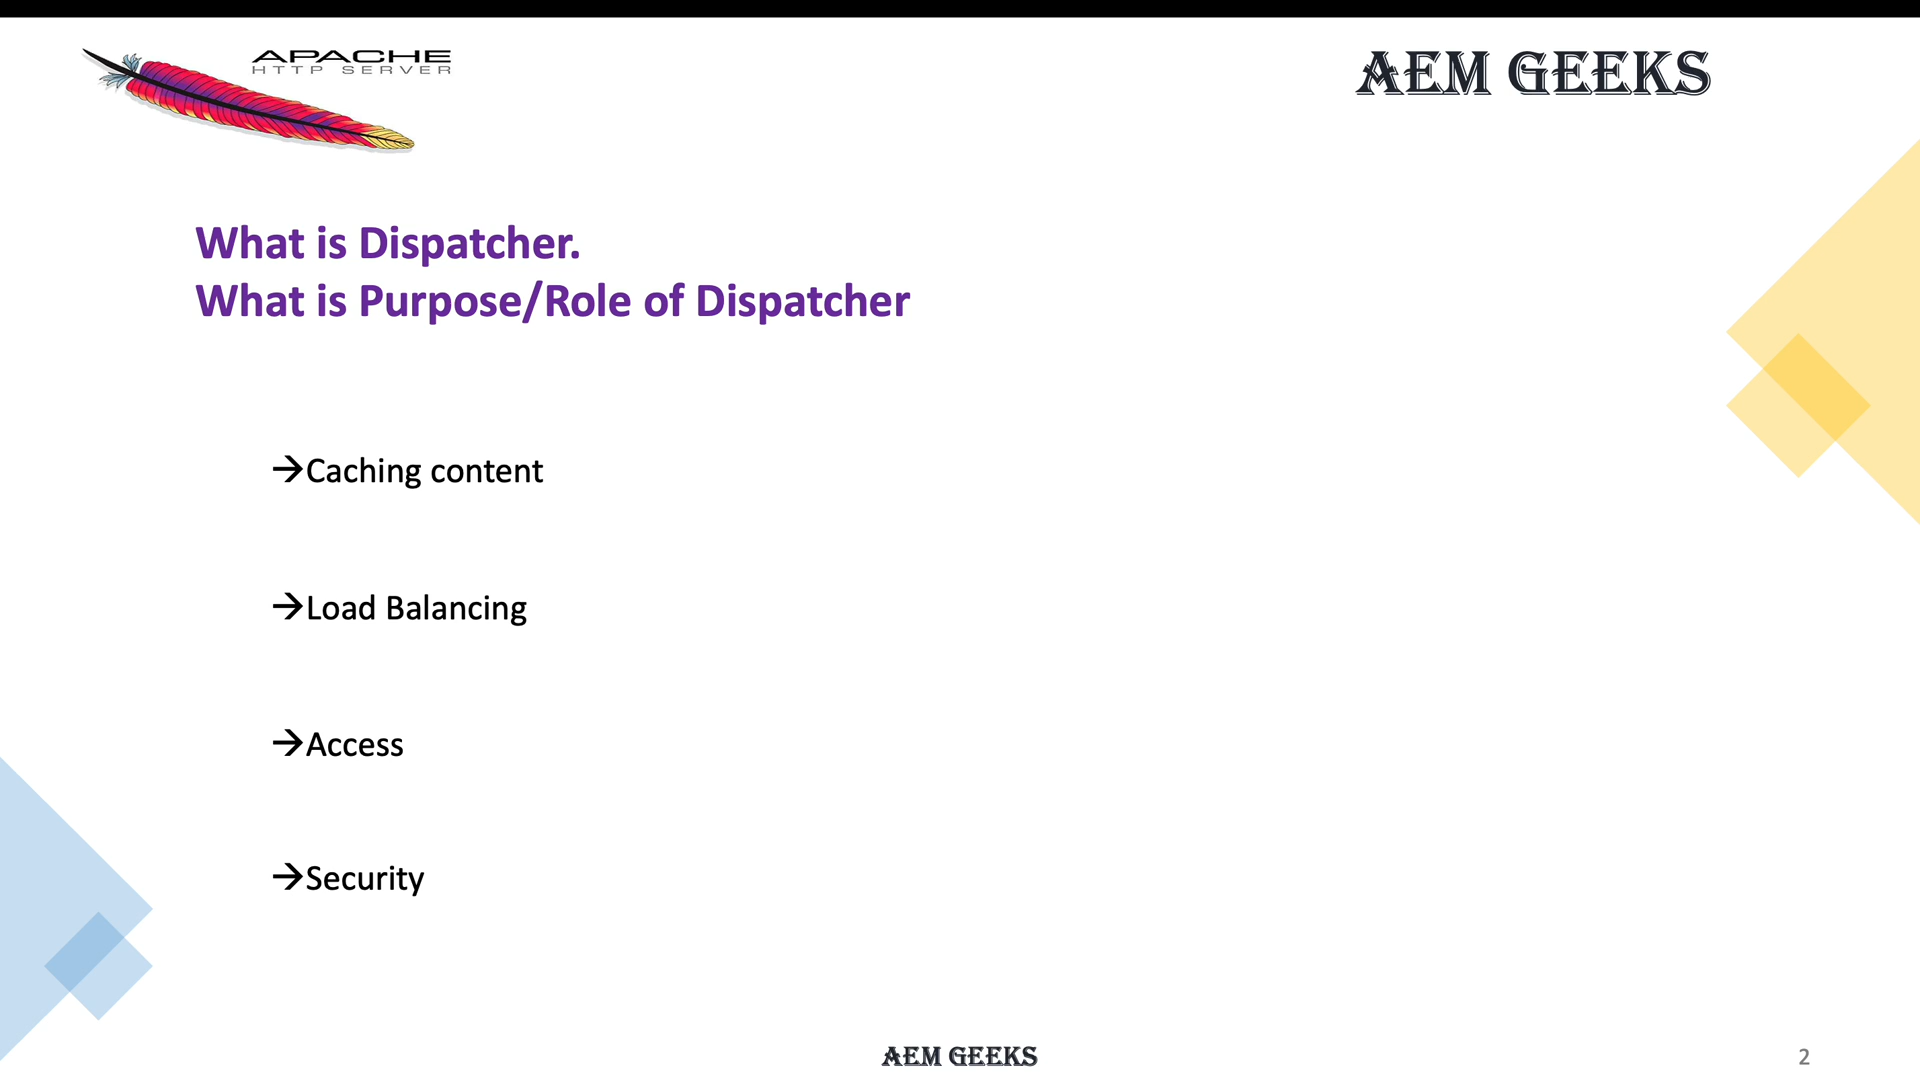 APACHE
HTTP SERVER
AEM GEEKS
What is Dispatcher.
What is Purpose/Role of Dispatcher
→Caching content
→Load Balancing
→Access
→Security
AEM GEEKS
2